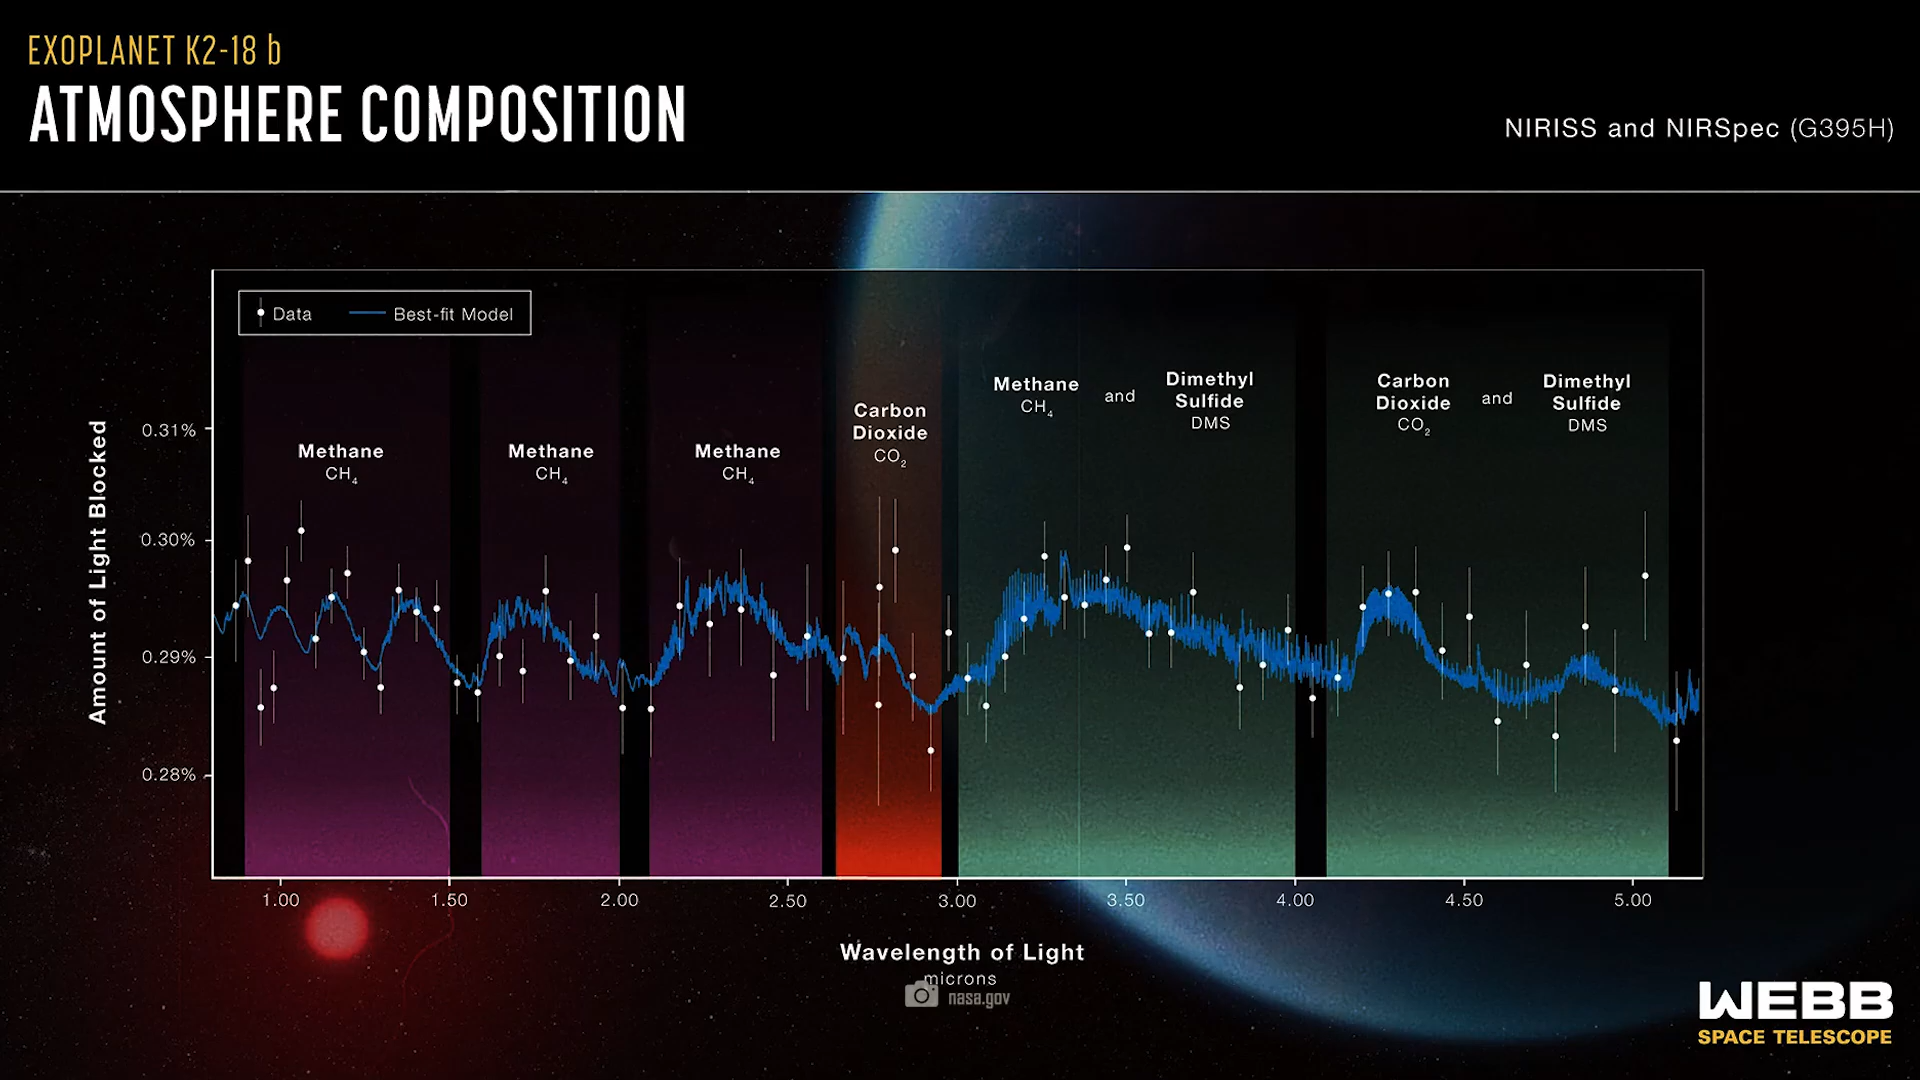 EXOPLANET K2-18 b
ATMOSPHERE COMPOSITION
NIRISS and NIRSpec (G395H)
Data
Best-fit Model
Amount of Light Blocked
0.31%
0.30%
0.29%
0.28%
Methane
CH₄
Methane
CH₄
Methane
CH₄
Carbon
Dioxide
CO₂
Methane
CH₄
and
Dimethyl
Sulfide
DMS
Carbon
Dioxide
CO₂
and
Dimethyl
Sulfide
DMS
1.00 1.50 2.00 2.50 3.00 3.50 4.00 4.50 5.00
Wavelength of Light
microns
nasa.gov
WEBB
SPACE TELESCOPE